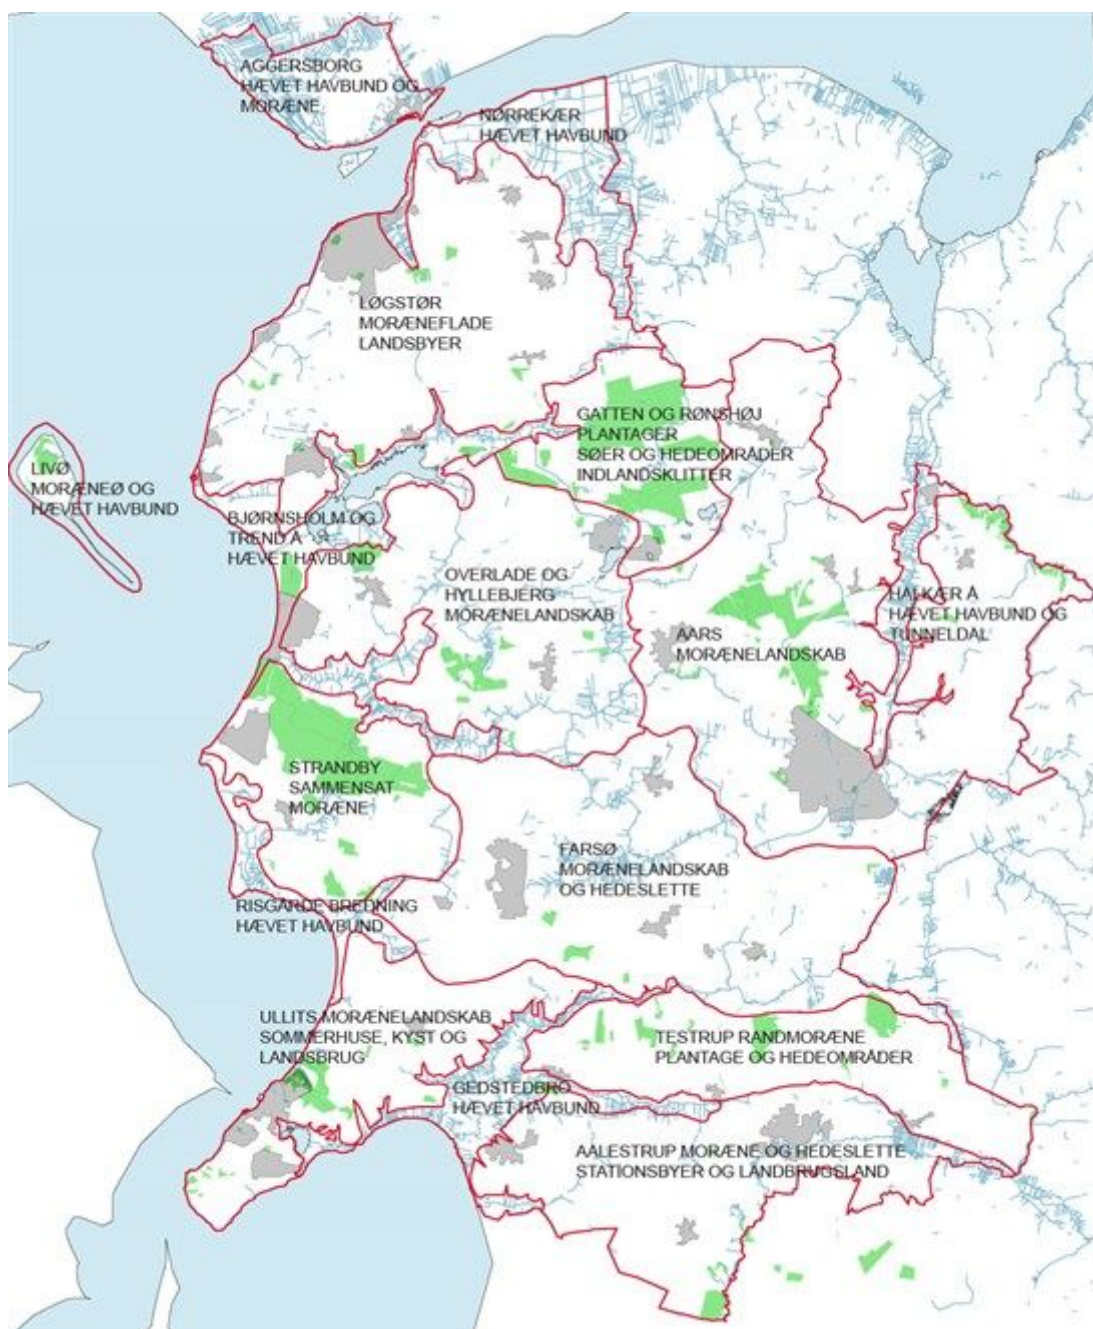 AGGERSBORG
HÆVET HAVBUND OG
MORÆNE
NØRREKÆR
HÆVET HAVBUND
LØGSTØR
MORÆNEFLADE
LANDSBYER
GATTEN OG RØNHØJ
PLANTAGER
SØER OG HEDEOMRÅDER
INDLANDSKLITTER
LIVØ
MORÆNEØ OG
HÆVET HAVBUND
BJØRNSHOLM OG
TREND Å
HÆVET HAVBUND
OVERLADE OG
HYLLEBJERG
MORÆNELANDSKAB
HALKÆR Å
HÆVET HAVBUND OG
TUNNELDAL
AARS
MORÆNELANDSKAB
STRANDBY
SAMMENSAT
MORÆNE
FARSØ
MORÆNELANDSKAB
OG HEDESLETTE
RISGÅRDE BREDNING
HÆVET HAVBUND
ULLITS MORÆNELANDSKAB
SOMMERHUSE, KYST OG
LANDSBRUG
TESTRUP RANDMORÆNE
PLANTAGE OG HEDEOMRÅDER
GEDSTEDBRO
HÆVET HAVBUND
AALESTRUP MORÆNE OG HEDESLETTE
STATIONSBYER OG LANDBRUGSLAND